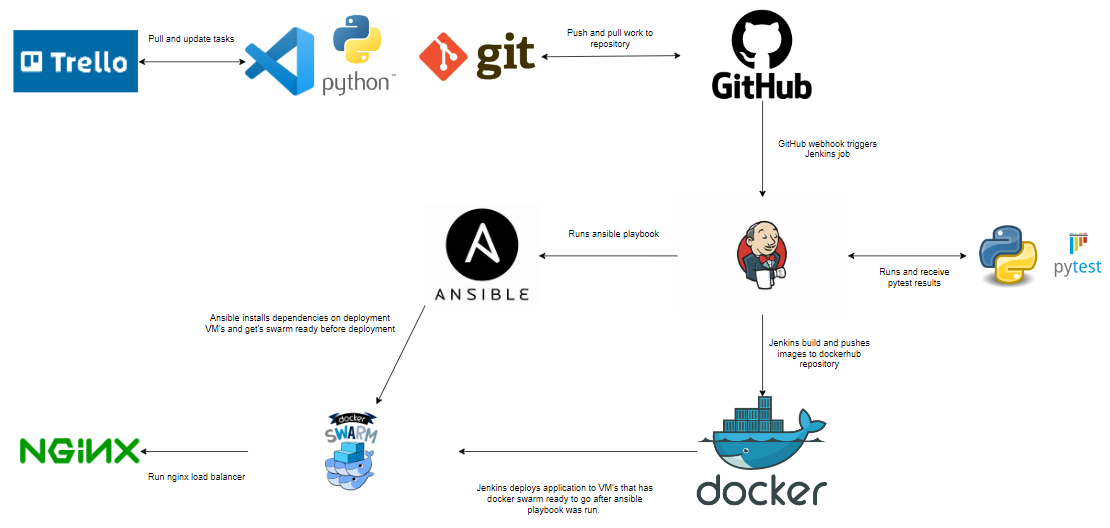 Trello
Pull and update tasks
python
git
Push and pull work to
repository
GitHub
GitHub webhook triggers
Jenkins job
ANSIBLE
Runs ansible playbook
Runs and receive
pytest results
pytest
Ansible installs dependencies on deployment
VM's and get's swarm ready before deployment
Jenkins build and pushes
images to dockerhub
repository
NGINX
Run nginx load balancer
docker
SWARM
Jenkins deploys application to VM's that has
docker swarm ready to go after ansible
playbook was run.
docker